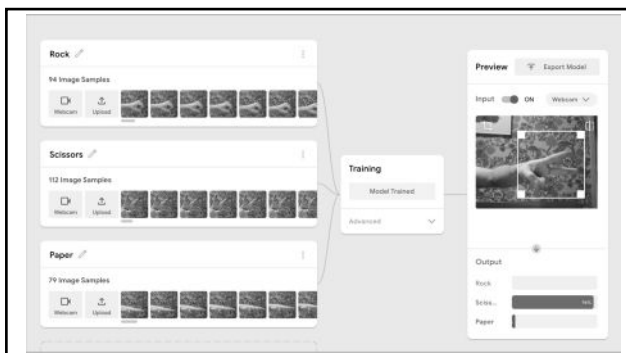 Rock
94 Image Samples
Webcam
Upload
Scissors
112 Image Samples
Webcam
Upload
Paper
79 Image Samples
Webcam
Upload
Training
Model Trained
Advanced
Preview
Export Model
Input
ON
Webcam
Output
Rock
Sciss...
Paper